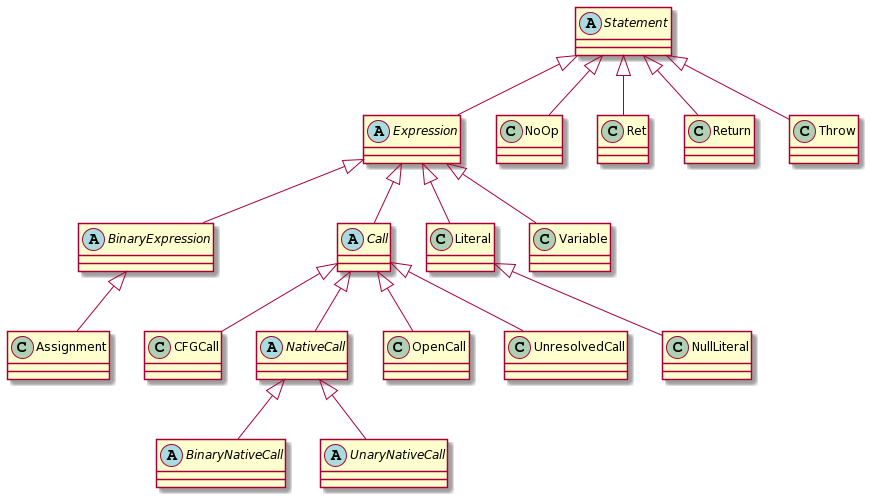 A Statement
A Expression
C NoOp
C Ret
C Return
C Throw
A BinaryExpression
A Call
C Literal
C Variable
C Assignment
C CFGCall
A NativeCall
C OpenCall
C UnresolvedCall
C NullLiteral
A BinaryNativeCall
A UnaryNativeCall